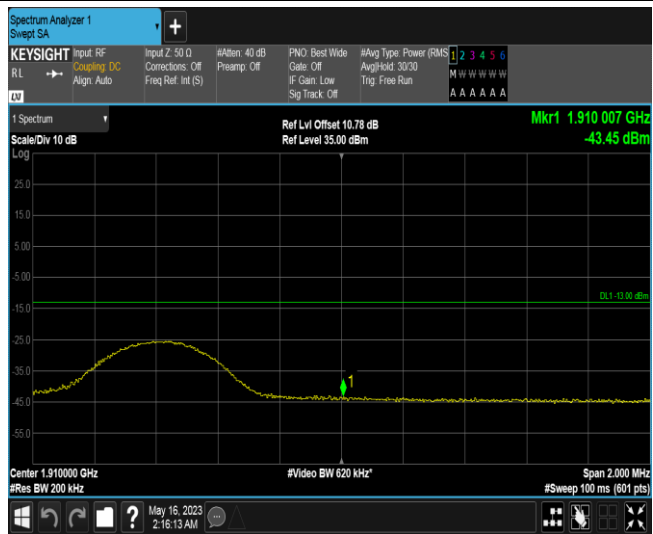 Spectrum Analyzer 1
Swept SA
+
KEYSIGHT
RL
Input: RF
Coupling: DC
Align: Auto
Input Z: 50 Ω
Corrections: Off
Freq Ref: Int (S)
#Atten: 40 dB
Preamp: Off
PNO: Best Wide
Gate: Off
IF Gain: Low
Sig Track: Off
#Avg Type: Power (RMS
Avg|Hold: 30/30
Trig: Free Run
1 2 3 4 5 6
M W W W W W
A A A A A A
LXI
1 Spectrum
Scale/Div 10 dB
Log
Ref Lvl Offset 10.78 dB
Ref Level 35.00 dBm
Mkr1 1.910 007 GHz
-43.45 dBm
25.0
15.0
5.00
-5.00
DL1 -13.00 dBm
-15.0
-25.0
-35.0
1
-45.0
-55.0
Center 1.910000 GHz
#Res BW 200 kHz
#Video BW 620 kHz*
Span 2.000 MHz
#Sweep 100 ms (601 pts)
?
May 16, 2023
2:16:13 AM